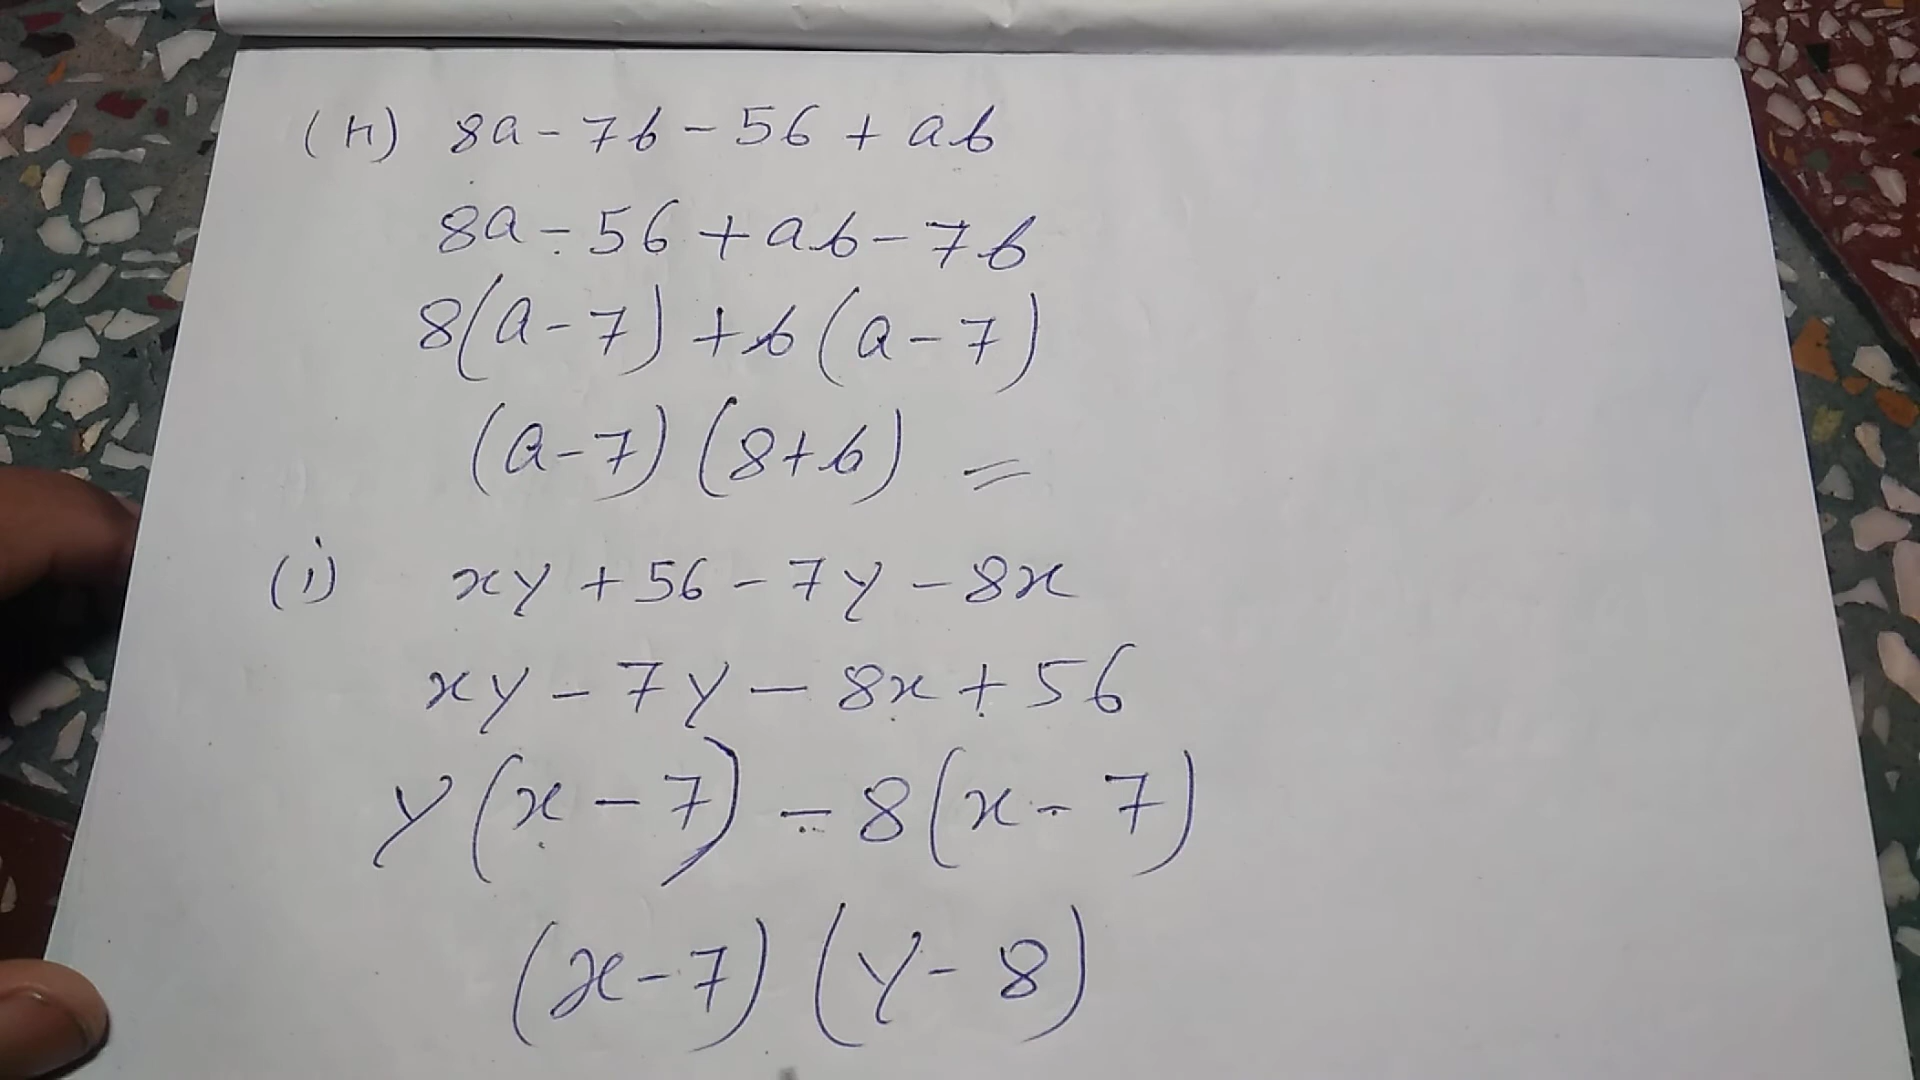 (H) 8a - 7b - 56 + ab
8a - 56 + ab - 7b
8(a - 7) + b(a - 7)
(a - 7) (8 + b) =
(i) xy + 56 - 7y - 8x
xy - 7y - 8x + 56
y(x - 7) - 8(x - 7)
(x - 7) (y - 8)